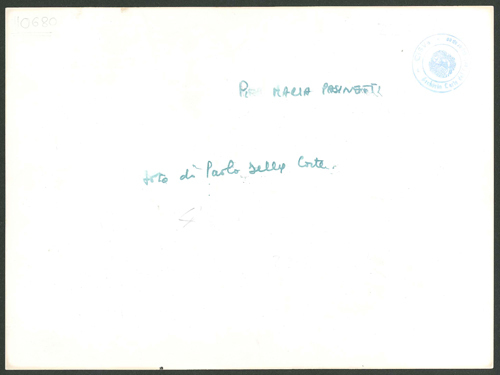 10680
MARIA PASINETTI
foto di Paolo della Corte.